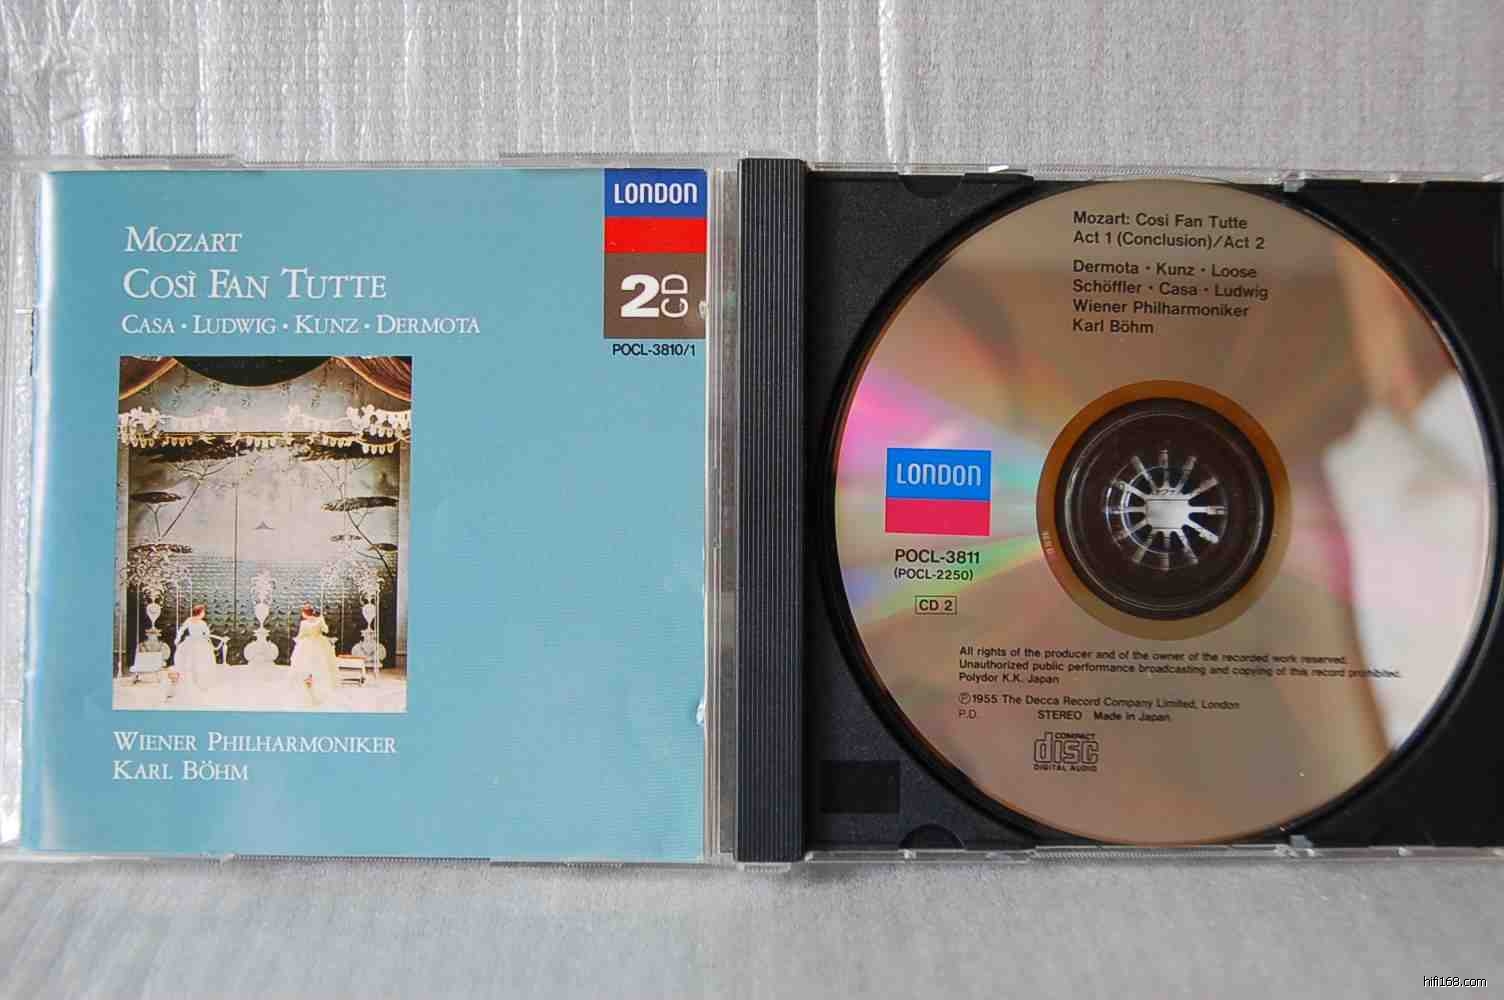 MOZART
COSÌ FAN TUTTE
CASA · LUDWIG · KUNZ · DERMOTA
LONDON
2CD
POCL-3810/1
WIENER PHILHARMONIKER
KARL BÖHM
Mozart: Cosi Fan Tutte
Act 1 (Conclusion)/Act 2
Dermota · Kunz · Loose
Schöffler · Casa · Ludwig
Wiener Philharmoniker
Karl Böhm
LONDON
POCL-3811
(POCL-2250)
CD 2
All rights of the producer and of the owner of the recorded work reserved.
Unauthorized public performance broadcasting and copying of this record prohibited.
Polydor K.K. Japan
Ⓟ1955 The Decca Record Company Limited, London
P.D. STEREO Made in Japan
COMPACT
disc
DIGITAL AUDIO
hifi168.com